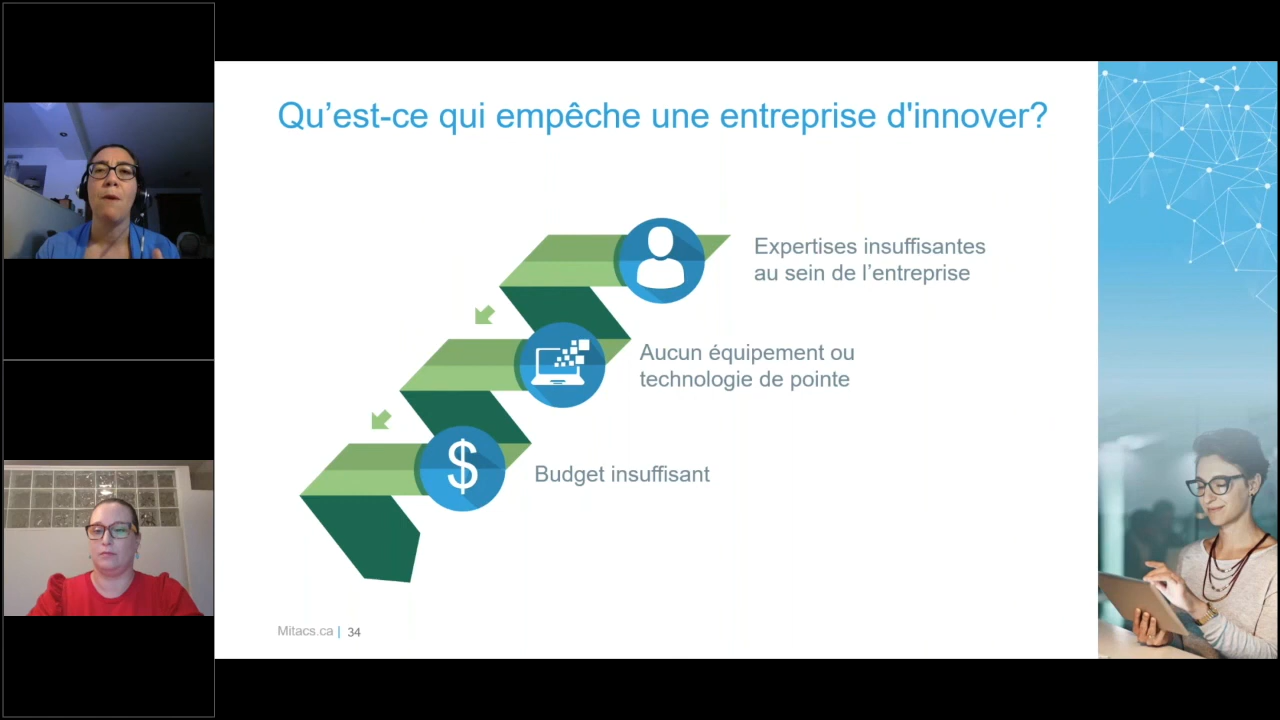 Qu’est-ce qui empêche une entreprise d'innover?
Expertises insuffisantes
au sein de l’entreprise
Aucun équipement ou
technologie de pointe
$
Budget insuffisant
Mitacs.ca | 34